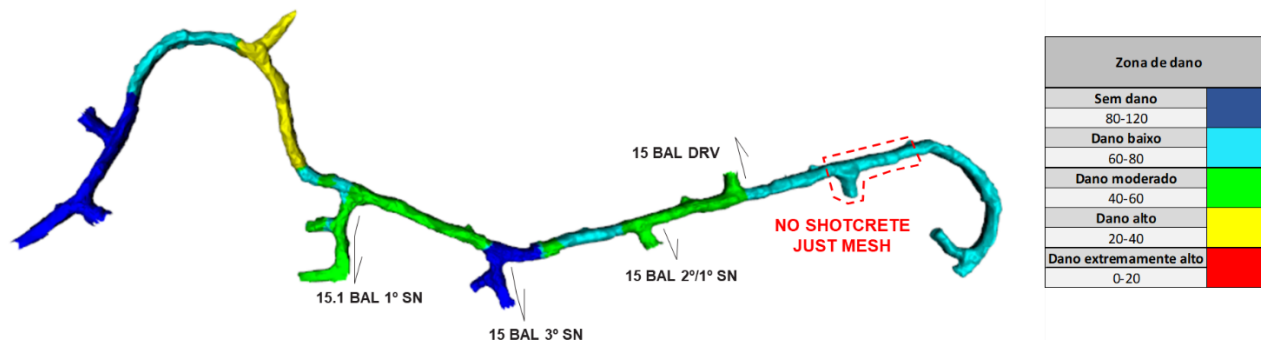 15 BAL DRV
NO SHOTCRETE
JUST MESH
15 BAL 2º/1º SN
15.1 BAL 1º SN
15 BAL 3º SN
Zona de dano
Sem dano
80-120
Dano baixo
60-80
Dano moderado
40-60
Dano alto
20-40
Dano extremamente alto
0-20